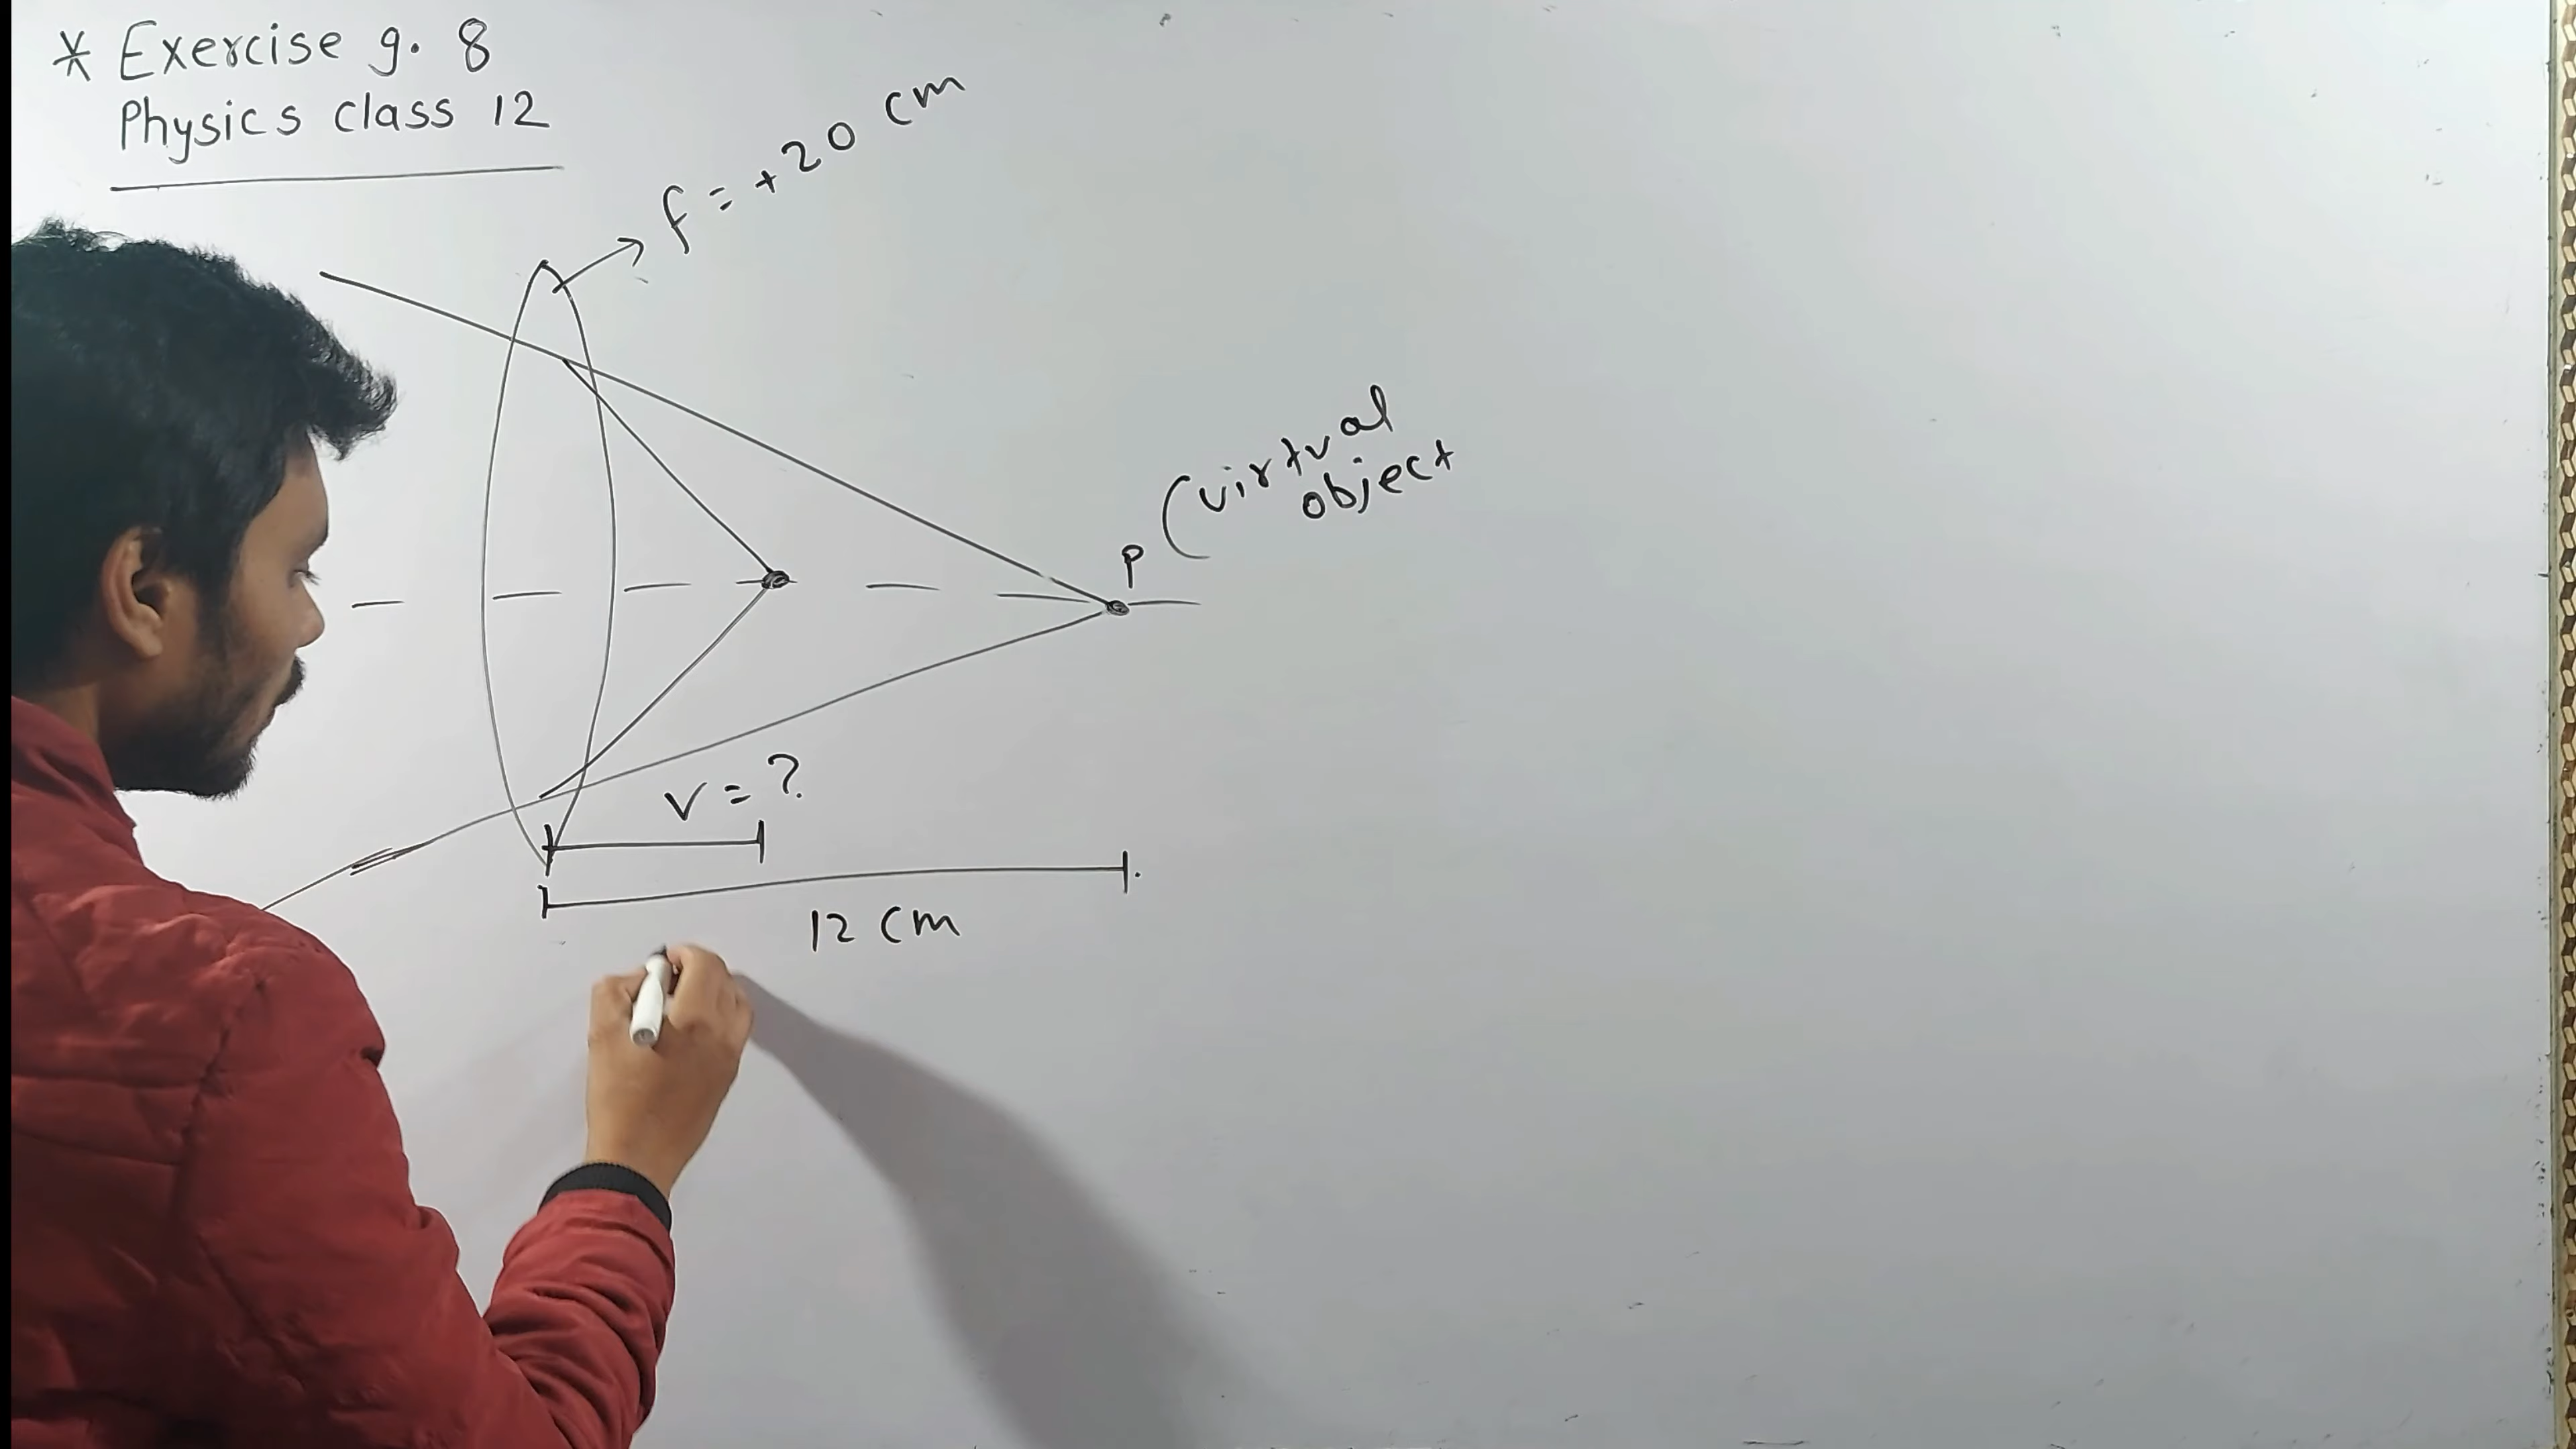 * Exercise 9. 8
Physics class 12
f = +20 cm
P (virtual
object
v = ?
12 cm